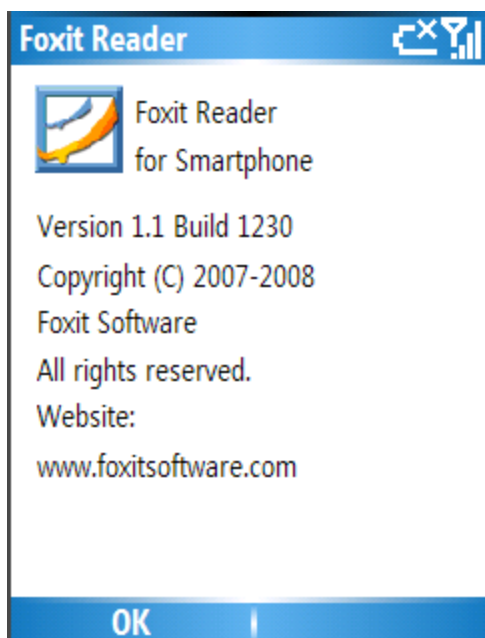 Foxit Reader
Foxit Reader
for Smartphone
Version 1.1 Build 1230
Copyright (C) 2007-2008
Foxit Software
All rights reserved.
Website:
www.foxitsoftware.com
OK